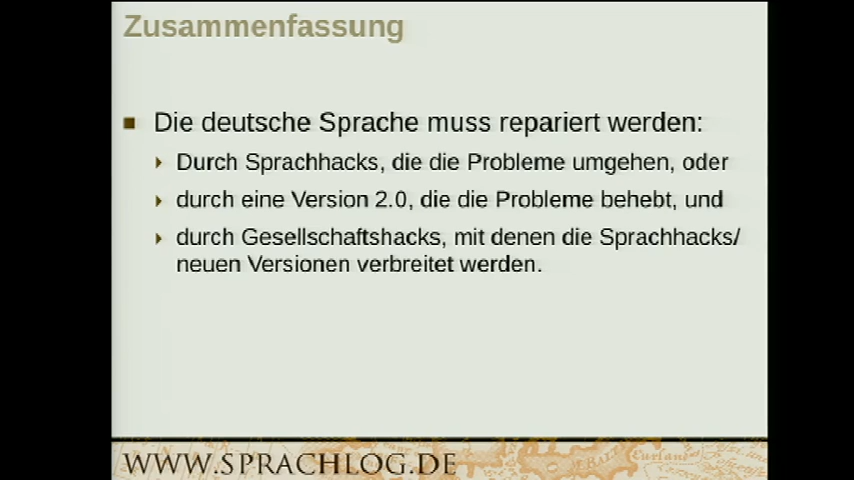 Zusammenfassung
Die deutsche Sprache muss repariert werden:
Durch Sprachhacks, die die Probleme umgehen, oder
durch eine Version 2.0, die die Probleme behebt, und
durch Gesellschaftshacks, mit denen die Sprachhacks/
neuen Versionen verbreitet werden.
WWW.SPRACHLOG.DE